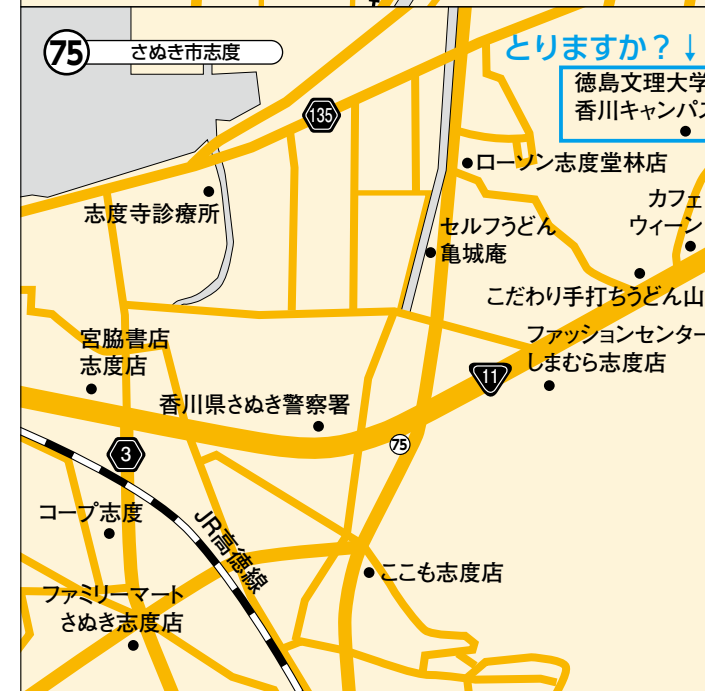 75 さぬき市志度
とりますか？↓
徳島文理大学
香川キャンパス
135
ローソン志度堂林店
志度寺診療所
カフェ
ウィーン
セルフうどん
亀城庵
こだわり手打ちうどん山
宮脇書店
志度店
ファッションセンター
しまむら志度店
11
香川県さぬき警察署
75
3
コープ志度
JR高徳線
ここも志度店
ファミリーマート
さぬき志度店